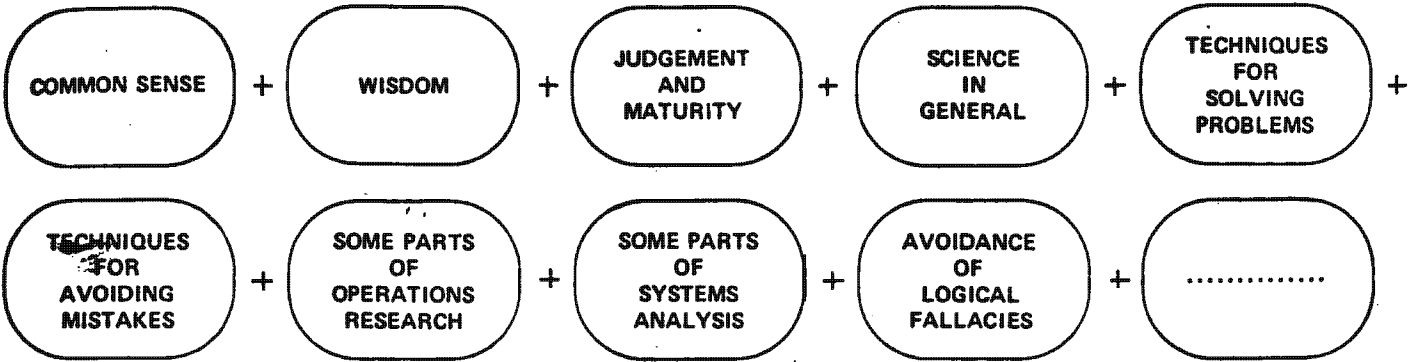 COMMON SENSE
+
WISDOM
+
JUDGEMENT
AND
MATURITY
+
SCIENCE
IN
GENERAL
+
TECHNIQUES
FOR
SOLVING
PROBLEMS
+
TECHNIQUES
FOR
AVOIDING
MISTAKES
+
SOME PARTS
OF
OPERATIONS
RESEARCH
+
SOME PARTS
OF
SYSTEMS
ANALYSIS
+
AVOIDANCE
OF
LOGICAL
FALLACIES
+
..............